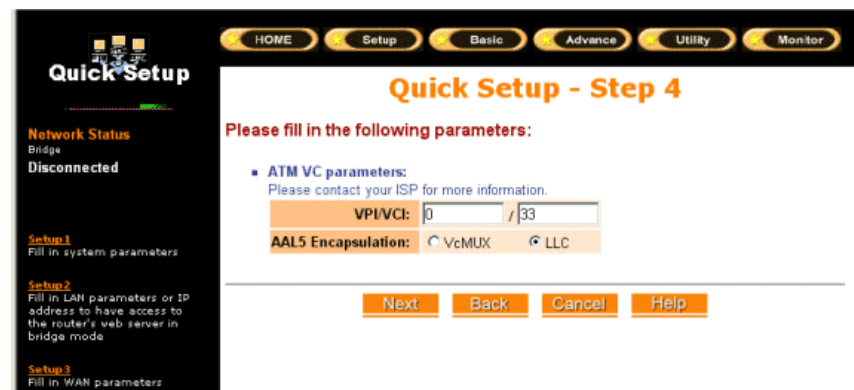 HOME Setup Basic Advance Utility Monitor
Quick Setup
Quick Setup - Step 4
Network Status
Bridge
Disconnected
Please fill in the following parameters:
ATM VC parameters:
Please contact your ISP for more information.
VPI/VCI: 0 / 33
AAL5 Encapsulation: VcMUX LLC
Next Back Cancel Help
Setup1
Fill in system parameters
Setup2
Fill in LAN parameters or IP
address to have access to
the router's web server in
bridge mode
Setup3
Fill in WAN parameters